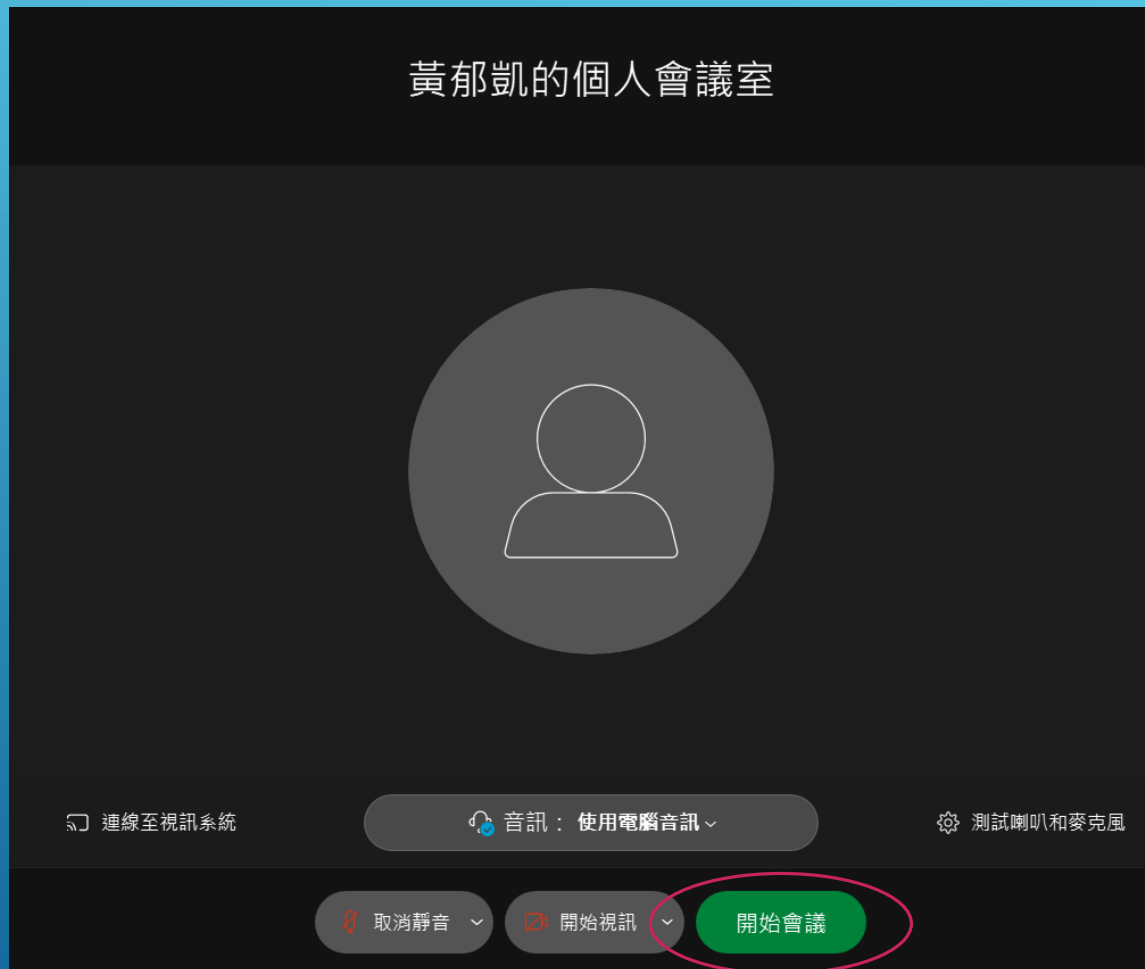 黃郁凱的個人會議室
連線至視訊系統
音訊： 使用電腦音訊
測試喇叭和麥克風
取消靜音
開始視訊
開始會議